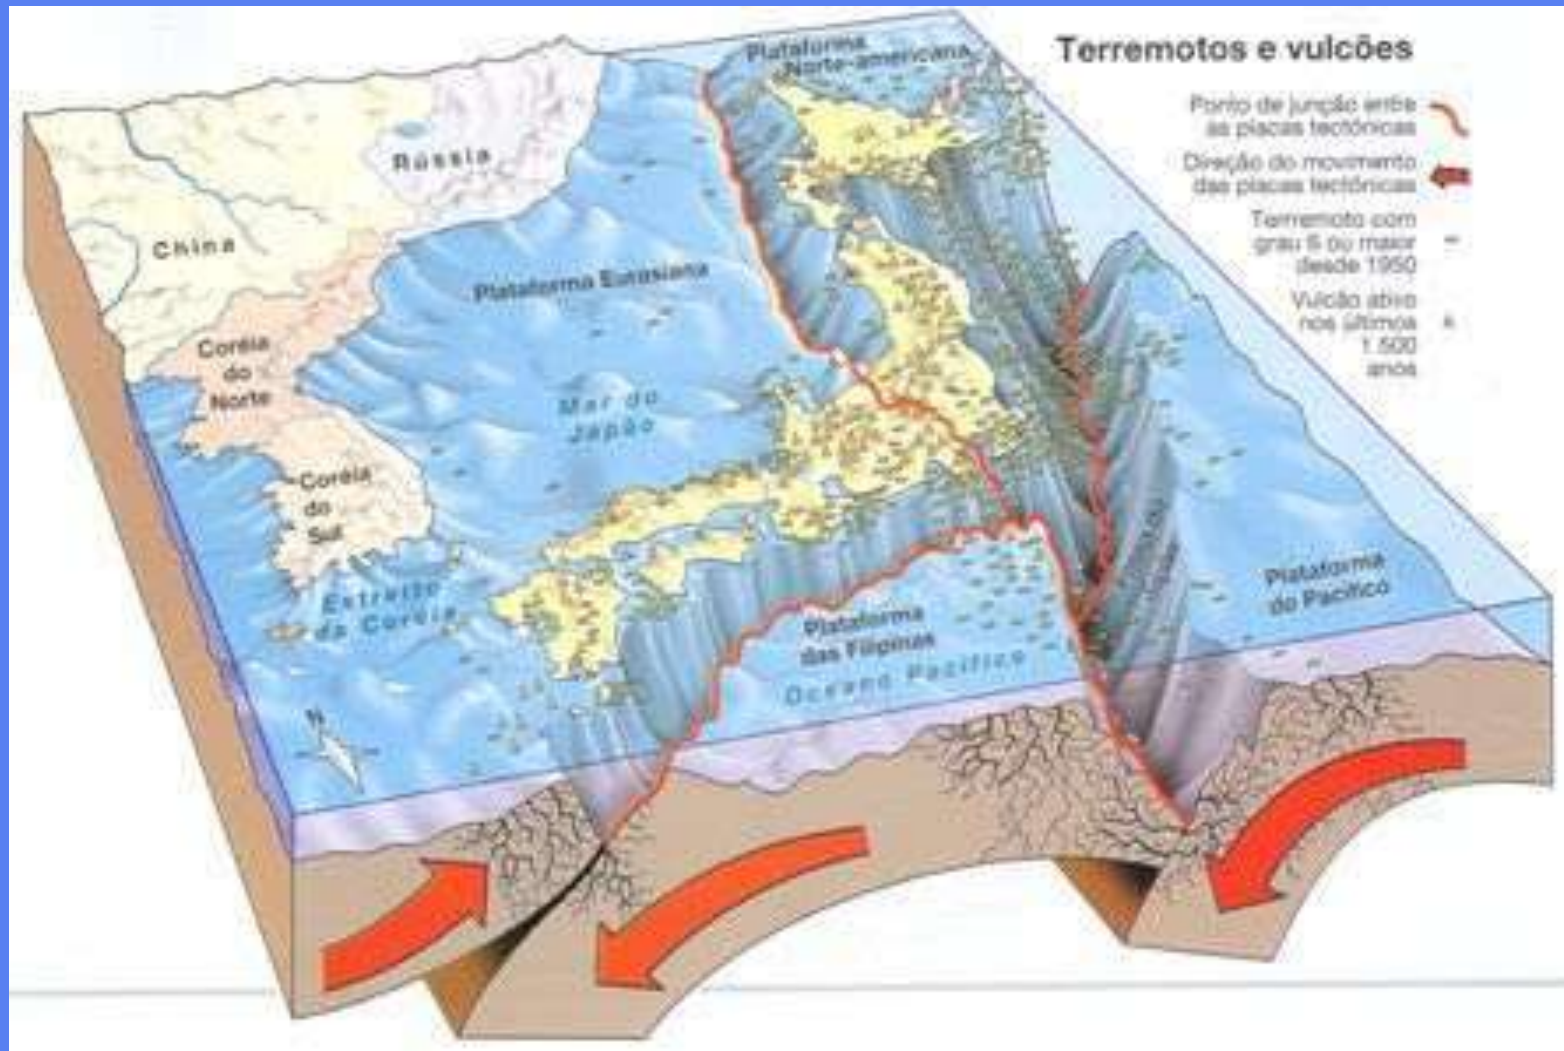 Terremotos e vulcões
Ponto de junção entre
as placas tectônicas
Direção do movimento
das placas tectônicas
Terremoto com
grau 6 ou maior
desde 1950
Vulcão ativo
nos últimos
1.500
anos
Plataforma
Norte-americana
Rússia
China
Plataforma Eurasiana
Coréia
do
Norte
Mar do
Japão
Coréia
do
Sul
Estreito
da Coréia
Plataforma
das Filipinas
Oceano Pacífico
Plataforma
do Pacífico
N